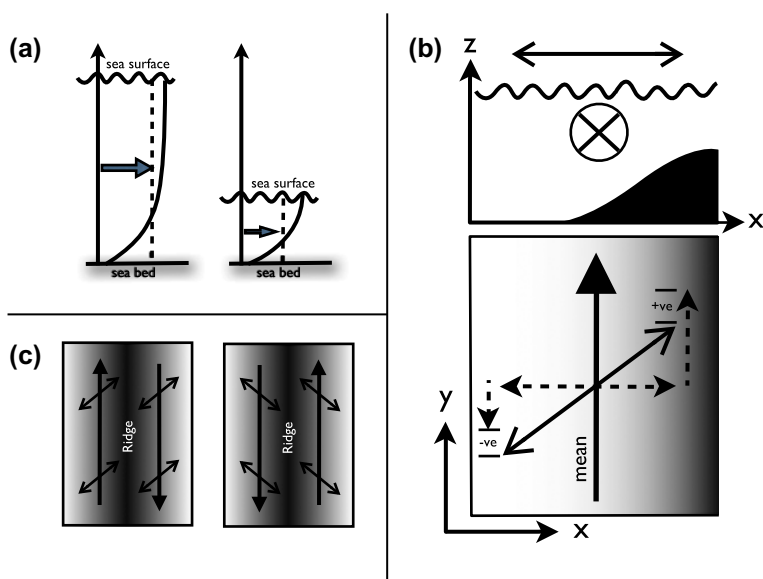 (a)
sea surface
sea surface
sea bed
sea bed
(b)
z
x
+ve
-ve
mean
y
x
(c)
Ridge
Ridge